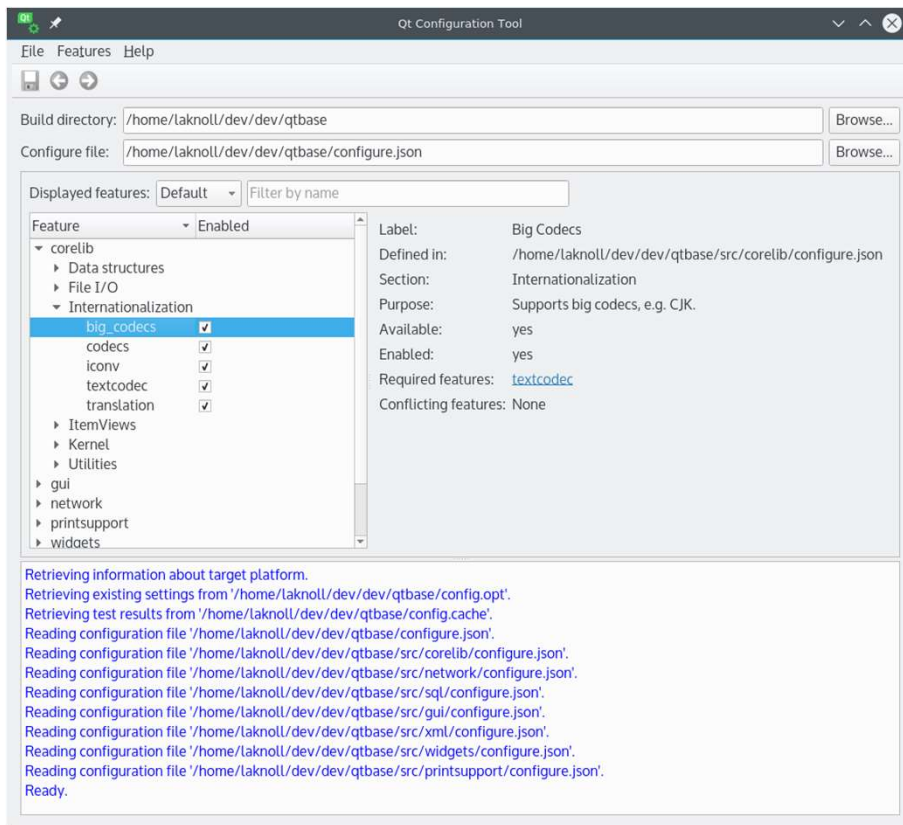 Qt Configuration Tool
File Features Help
Build directory: /home/laknoll/dev/dev/qtbase Browse...
Configure file: /home/laknoll/dev/dev/qtbase/configure.json Browse...
Displayed features: Default Filter by name
Feature Enabled
corelib
Data structures
File I/O
Internationalization
big_codecs
codecs
iconv
textcodec
translation
ItemViews
Kernel
Utilities
gui
network
printsupport
widgets
Label: Big Codecs
Defined in: /home/laknoll/dev/dev/qtbase/src/corelib/configure.json
Section: Internationalization
Purpose: Supports big codecs, e.g. CJK.
Available: yes
Enabled: yes
Required features: textcodec
Conflicting features: None
Retrieving information about target platform.
Retrieving existing settings from '/home/laknoll/dev/dev/qtbase/config.opt'.
Retrieving test results from '/home/laknoll/dev/dev/qtbase/config.cache'.
Reading configuration file '/home/laknoll/dev/dev/qtbase/configure.json'.
Reading configuration file '/home/laknoll/dev/dev/qtbase/src/corelib/configure.json'.
Reading configuration file '/home/laknoll/dev/dev/qtbase/src/network/configure.json'.
Reading configuration file '/home/laknoll/dev/dev/qtbase/src/sql/configure.json'.
Reading configuration file '/home/laknoll/dev/dev/qtbase/src/gui/configure.json'.
Reading configuration file '/home/laknoll/dev/dev/qtbase/src/xml/configure.json'.
Reading configuration file '/home/laknoll/dev/dev/qtbase/src/widgets/configure.json'.
Reading configuration file '/home/laknoll/dev/dev/qtbase/src/printsupport/configure.json'.
Ready.